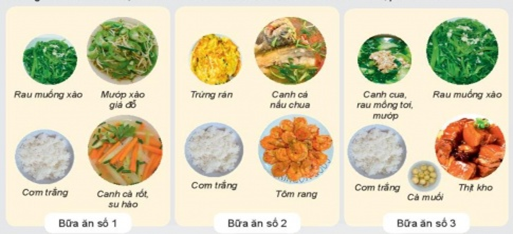 Rau muống xào
Mướp xào
giá đỗ
Cơm trắng
Canh cà rốt,
su hào
Bữa ăn số 1
Trứng rán
Canh cá
nấu chua
Cơm trắng
Tôm rang
Bữa ăn số 2
Canh cua,
rau mồng tơi,
mướp
Rau muống xào
Cơm trắng
Cà muối
Thịt kho
Bữa ăn số 3